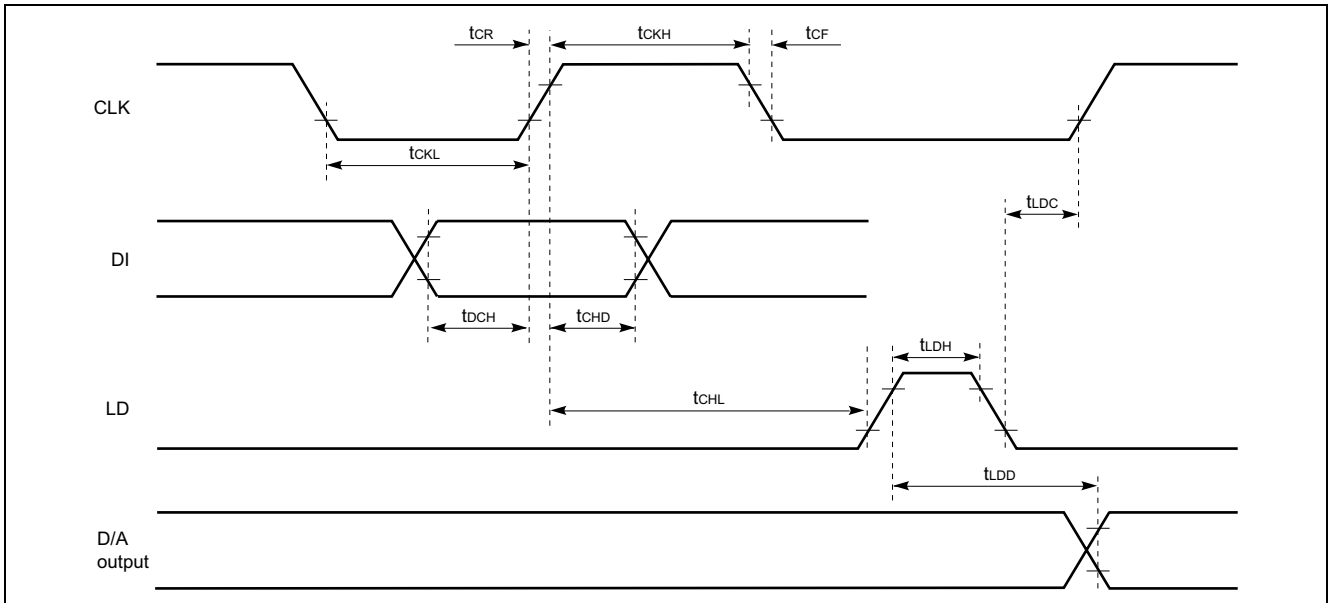 tCR
tCKH
tCF
CLK
tCKL
tLDC
DI
tDCH
tCHD
tLDH
tCHL
LD
tLDD
D/A
output